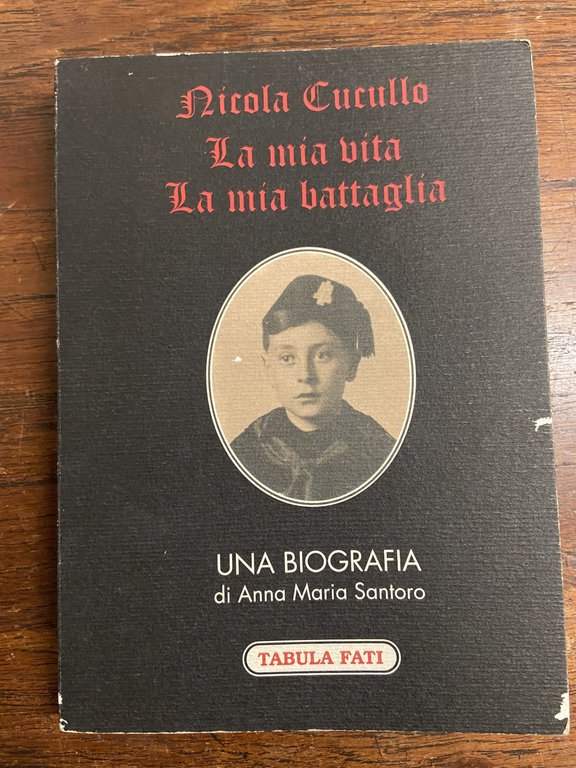 Nicola Cucullo
La mia vita
La mia battaglia
UNA BIOGRAFIA
di Anna Maria Santoro
TABULA FATI